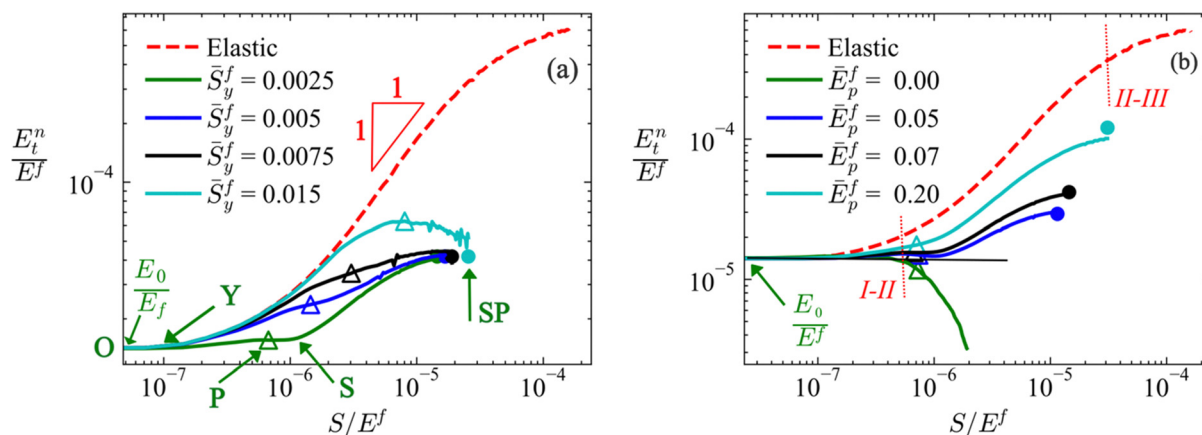 (a)
Elastic
S̄_y^f = 0.0025
S̄_y^f = 0.005
S̄_y^f = 0.0075
S̄_y^f = 0.015
1
1
E_t^n
E^f
10^-4
E_0
E_f
O
Y
P
S
SP
10^-7
10^-6
10^-5
10^-4
S/E^f
(b)
Elastic
Ē_p^f = 0.00
Ē_p^f = 0.05
Ē_p^f = 0.07
Ē_p^f = 0.20
II-III
E_t^n
E^f
10^-4
10^-5
I-II
E_0
E^f
10^-7
10^-6
10^-5
10^-4
S/E^f